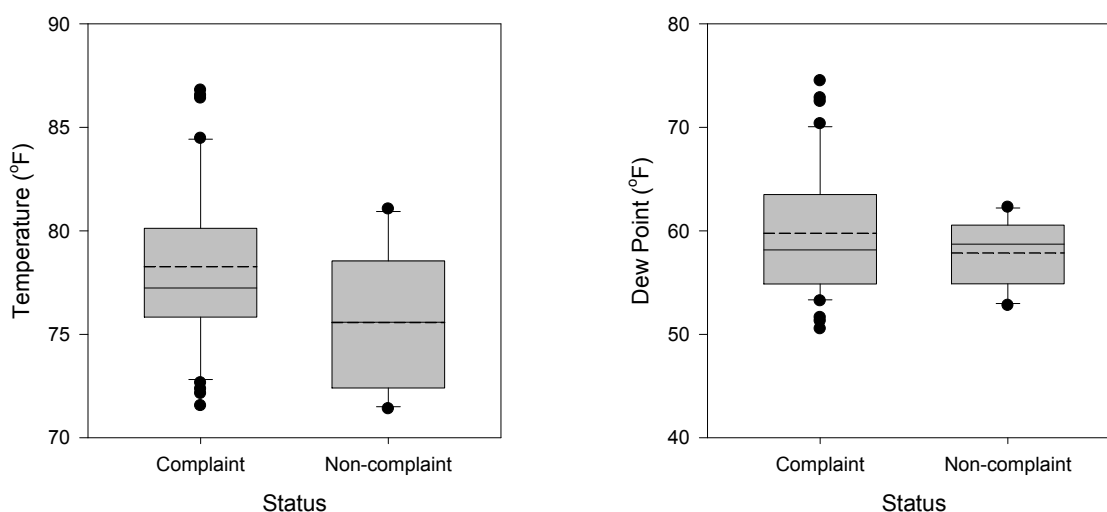 90
85
80
75
70
Temperature (°F)
Complaint Non-complaint
Status
80
70
60
50
40
Dew Point (°F)
Complaint Non-complaint
Status